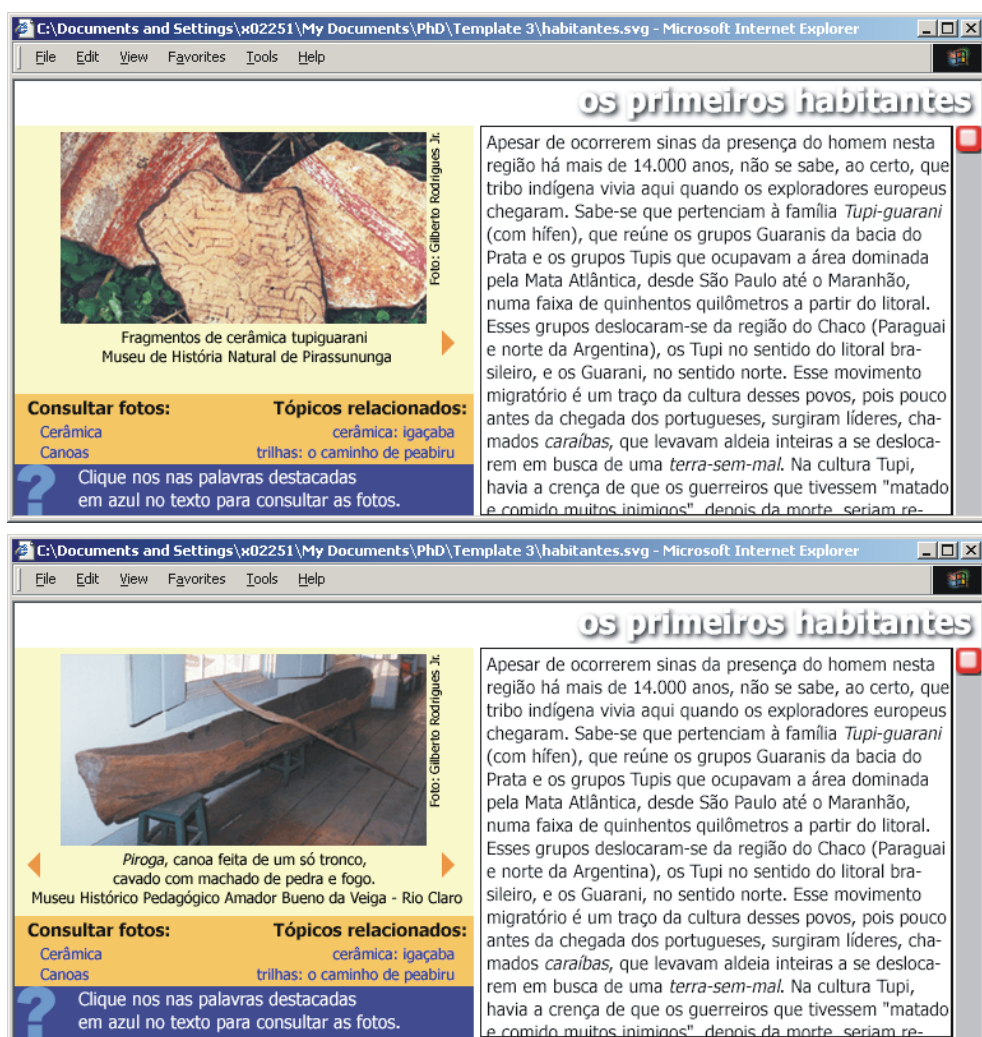 C:\Documents and Settings\x02251\My Documents\PhD\Template 3\habitantes.svg - Microsoft Internet Explorer
File Edit View Favorites Tools Help
os primeiros habitantes
Foto: Gilberto Rodrigues Jr.
Fragmentos de cerâmica tupiguarani
Museu de História Natural de Pirassununga
Consultar fotos:
Cerâmica
Canoas
Tópicos relacionados:
cerâmica: igaçaba
trilhas: o caminho de peabiru
?
Clique nos nas palavras destacadas
em azul no texto para consultar as fotos.
Apesar de ocorrerem sinas da presença do homem nesta
região há mais de 14.000 anos, não se sabe, ao certo, que
tribo indígena vivia aqui quando os exploradores europeus
chegaram. Sabe-se que pertenciam à família Tupi-guarani
(com hífen), que reúne os grupos Guaranis da bacia do
Prata e os grupos Tupis que ocupavam a área dominada
pela Mata Atlântica, desde São Paulo até o Maranhão,
numa faixa de quinhentos quilômetros a partir do litoral.
Esses grupos deslocaram-se da região do Chaco (Paraguai
e norte da Argentina), os Tupi no sentido do litoral bra-
sileiro, e os Guarani, no sentido norte. Esse movimento
migratório é um traço da cultura desses povos, pois pouco
antes da chegada dos portugueses, surgiram líderes, cha-
mados caraíbas, que levavam aldeia inteiras a se desloca-
rem em busca de uma terra-sem-mal. Na cultura Tupi,
havia a crença de que os guerreiros que tivessem "matado
e comido muitos inimigos", depois da morte, seriam re-
C:\Documents and Settings\x02251\My Documents\PhD\Template 3\habitantes.svg - Microsoft Internet Explorer
File Edit View Favorites Tools Help
os primeiros habitantes
Foto: Gilberto Rodrigues Jr.
Piroga, canoa feita de um só tronco,
cavado com machado de pedra e fogo.
Museu Histórico Pedagógico Amador Bueno da Veiga - Rio Claro
Consultar fotos:
Cerâmica
Canoas
Tópicos relacionados:
cerâmica: igaçaba
trilhas: o caminho de peabiru
?
Clique nos nas palavras destacadas
em azul no texto para consultar as fotos.
Apesar de ocorrerem sinas da presença do homem nesta
região há mais de 14.000 anos, não se sabe, ao certo, que
tribo indígena vivia aqui quando os exploradores europeus
chegaram. Sabe-se que pertenciam à família Tupi-guarani
(com hífen), que reúne os grupos Guaranis da bacia do
Prata e os grupos Tupis que ocupavam a área dominada
pela Mata Atlântica, desde São Paulo até o Maranhão,
numa faixa de quinhentos quilômetros a partir do litoral.
Esses grupos deslocaram-se da região do Chaco (Paraguai
e norte da Argentina), os Tupi no sentido do litoral bra-
sileiro, e os Guarani, no sentido norte. Esse movimento
migratório é um traço da cultura desses povos, pois pouco
antes da chegada dos portugueses, surgiram líderes, cha-
mados caraíbas, que levavam aldeia inteiras a se desloca-
rem em busca de uma terra-sem-mal. Na cultura Tupi,
havia a crença de que os guerreiros que tivessem "matado
e comido muitos inimigos", depois da morte, seriam re-